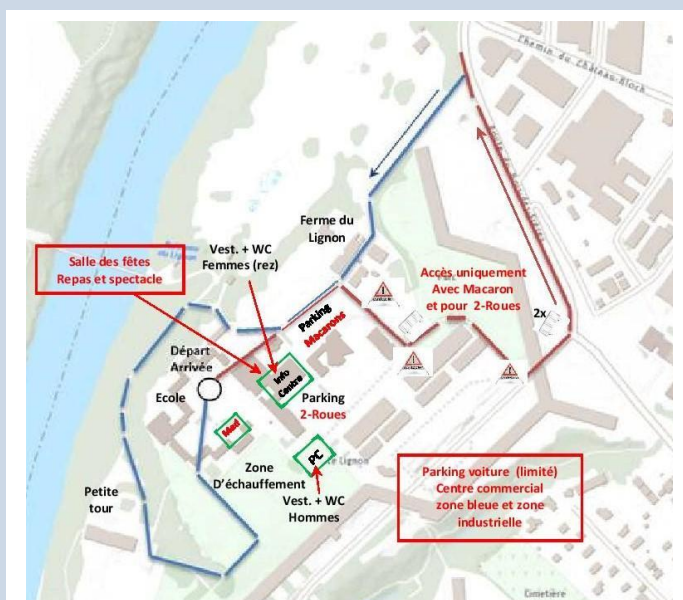 Chemin du Château-Bloch
Ferme du
Lignon
Vest. + WC
Femmes (rez)
Salle des fêtes
Repas et spectacle
Accès uniquement
Avec Macaron
et pour 2-Roues
2x
Parking
Macarons
Départ
Arrivée
Info
Centre
Ecole
Parking
2-Roues
Med
PC
Le Lignon
Zone
D'échauffement
Vest. + WC
Hommes
Petite
tour
Parking voiture (limité)
Centre commercial
zone bleue et zone
industrielle
Cimetière